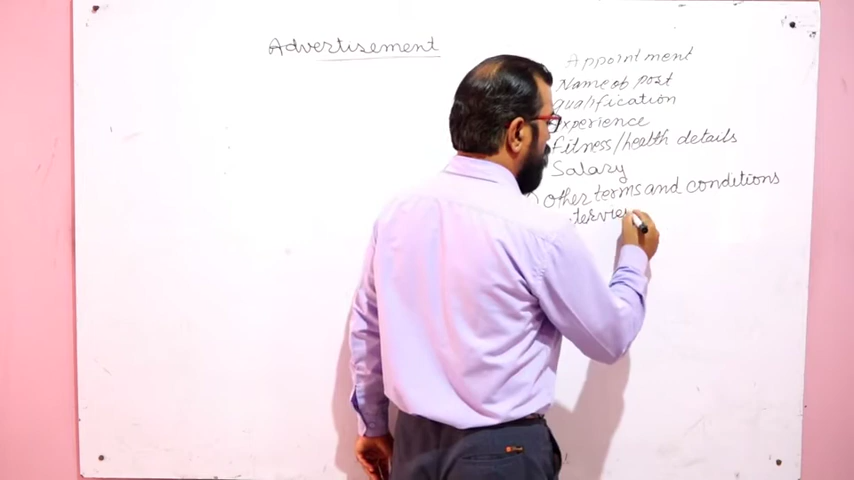 Advertisement
Appointment
Name of post
qualification
Experience
fitness/health details
Salary
other terms and conditions